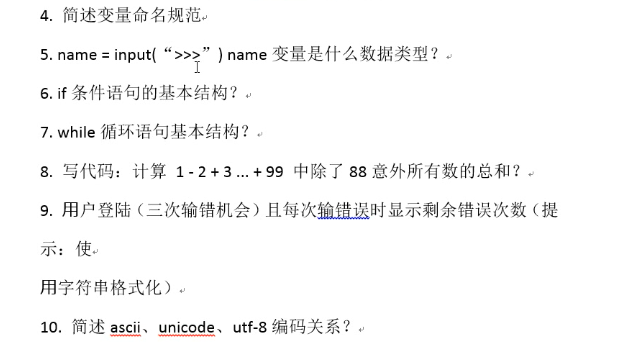 4. 简述变量命名规范
5. name = input(“>>>”) name 变量是什么数据类型？
6. if 条件语句的基本结构？
7. while 循环语句基本结构？
8. 写代码：计算 1 - 2 + 3 ... + 99 中除了 88 意外所有数的总和？
9. 用户登陆（三次输错机会）且每次输错误时显示剩余错误次数（提
示：使
用字符串格式化）
10. 简述 ascii、unicode、utf-8 编码关系？